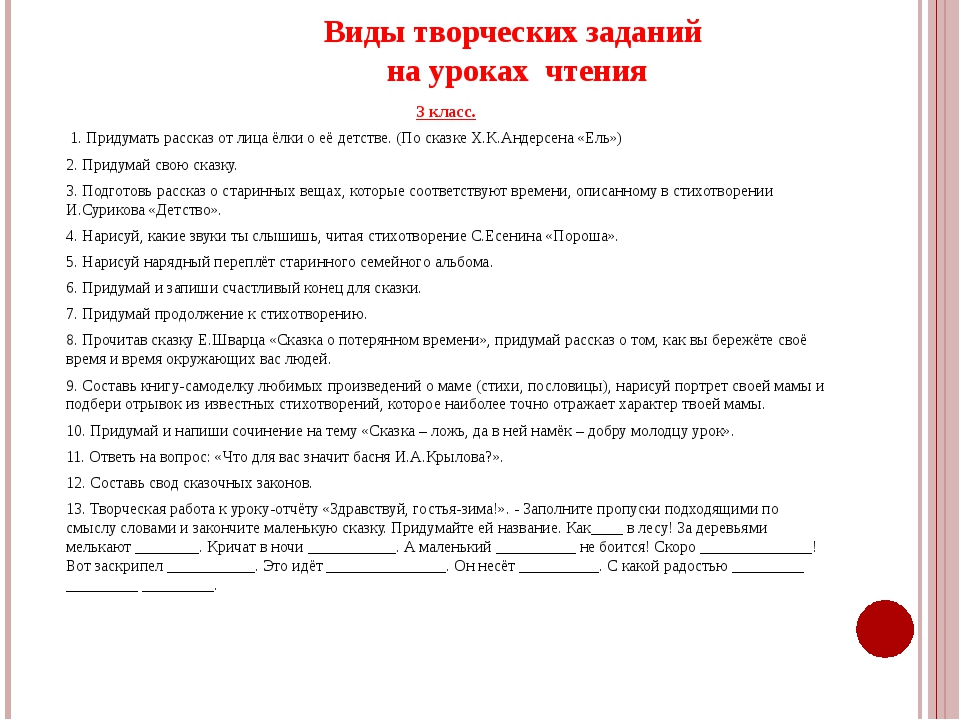 Виды творческих заданий
на уроках чтения
3 класс.
1. Придумать рассказ от лица ёлки о её детстве. (По сказке Х.К.Андерсена «Ель»)
2. Придумай свою сказку.
3. Подготовь рассказ о старинных вещах, которые соответствуют времени, описанному в стихотворении
И.Сурикова «Детство».
4. Нарисуй, какие звуки ты слышишь, читая стихотворение С.Есенина «Пороша».
5. Нарисуй нарядный переплёт старинного семейного альбома.
6. Придумай и запиши счастливый конец для сказки.
7. Придумай продолжение к стихотворению.
8. Прочитав сказку Е.Шварца «Сказка о потерянном времени», придумай рассказ о том, как вы бережёте своё
время и время окружающих вас людей.
9. Составь книгу-самоделку любимых произведений о маме (стихи, пословицы), нарисуй портрет своей мамы и
подбери отрывок из известных стихотворений, которое наиболее точно отражает характер твоей мамы.
10. Придумай и напиши сочинение на тему «Сказка – ложь, да в ней намёк – добру молодцу урок».
11. Ответь на вопрос: «Что для вас значит басня И.А.Крылова?».
12. Составь свод сказочных законов.
13. Творческая работа к уроку-отчёту «Здравствуй, гостья-зима!». - Заполните пропуски подходящими по
смыслу словами и закончите маленькую сказку. Придумайте ей название. Как____ в лесу! За деревьями
мелькают ________. Кричат в ночи ___________. А маленький __________ не боится! Скоро ______________!
Вот заскрипел ___________. Это идёт _______________. Он несёт __________. С какой радостью _________
_________ _________.